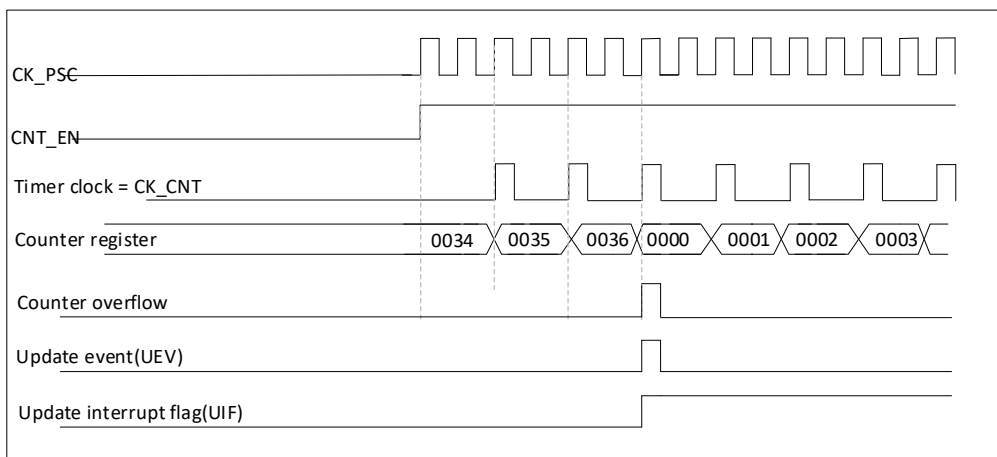 CK_PSC
CNT_EN
Timer clock = CK_CNT
Counter register
0034 0035 0036 0000 0001 0002 0003
Counter overflow
Update event(UEV)
Update interrupt flag(UIF)